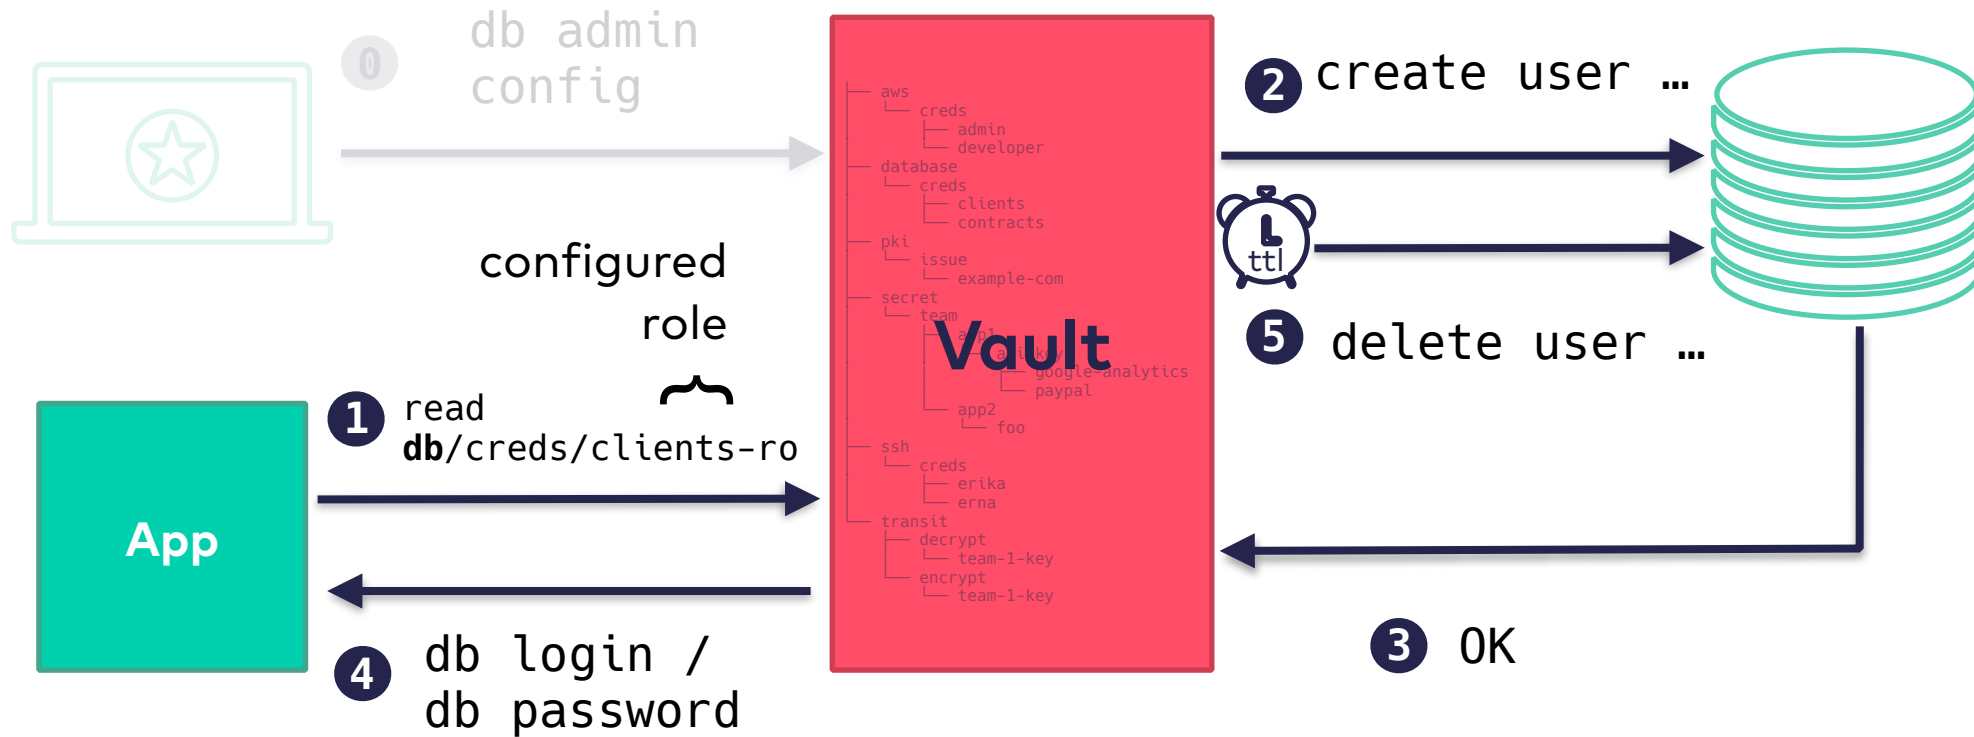 0
db admin
config
2
create user …
aws
creds
admin
developer
database
creds
clients
contracts
pki
issue
example-com
secret
team
app1
google-analytics
paypal
app2
foo
ssh
creds
erika
erna
transit
decrypt
team-1-key
encrypt
team-1-key
Vault
ttl
5
delete user …
configured
role
1
read
db/creds/clients-ro
App
4
db login /
db password
3
OK